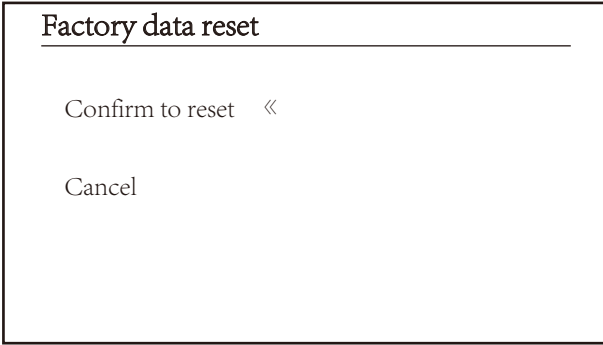 Factory data reset
Confirm to reset «
Cancel